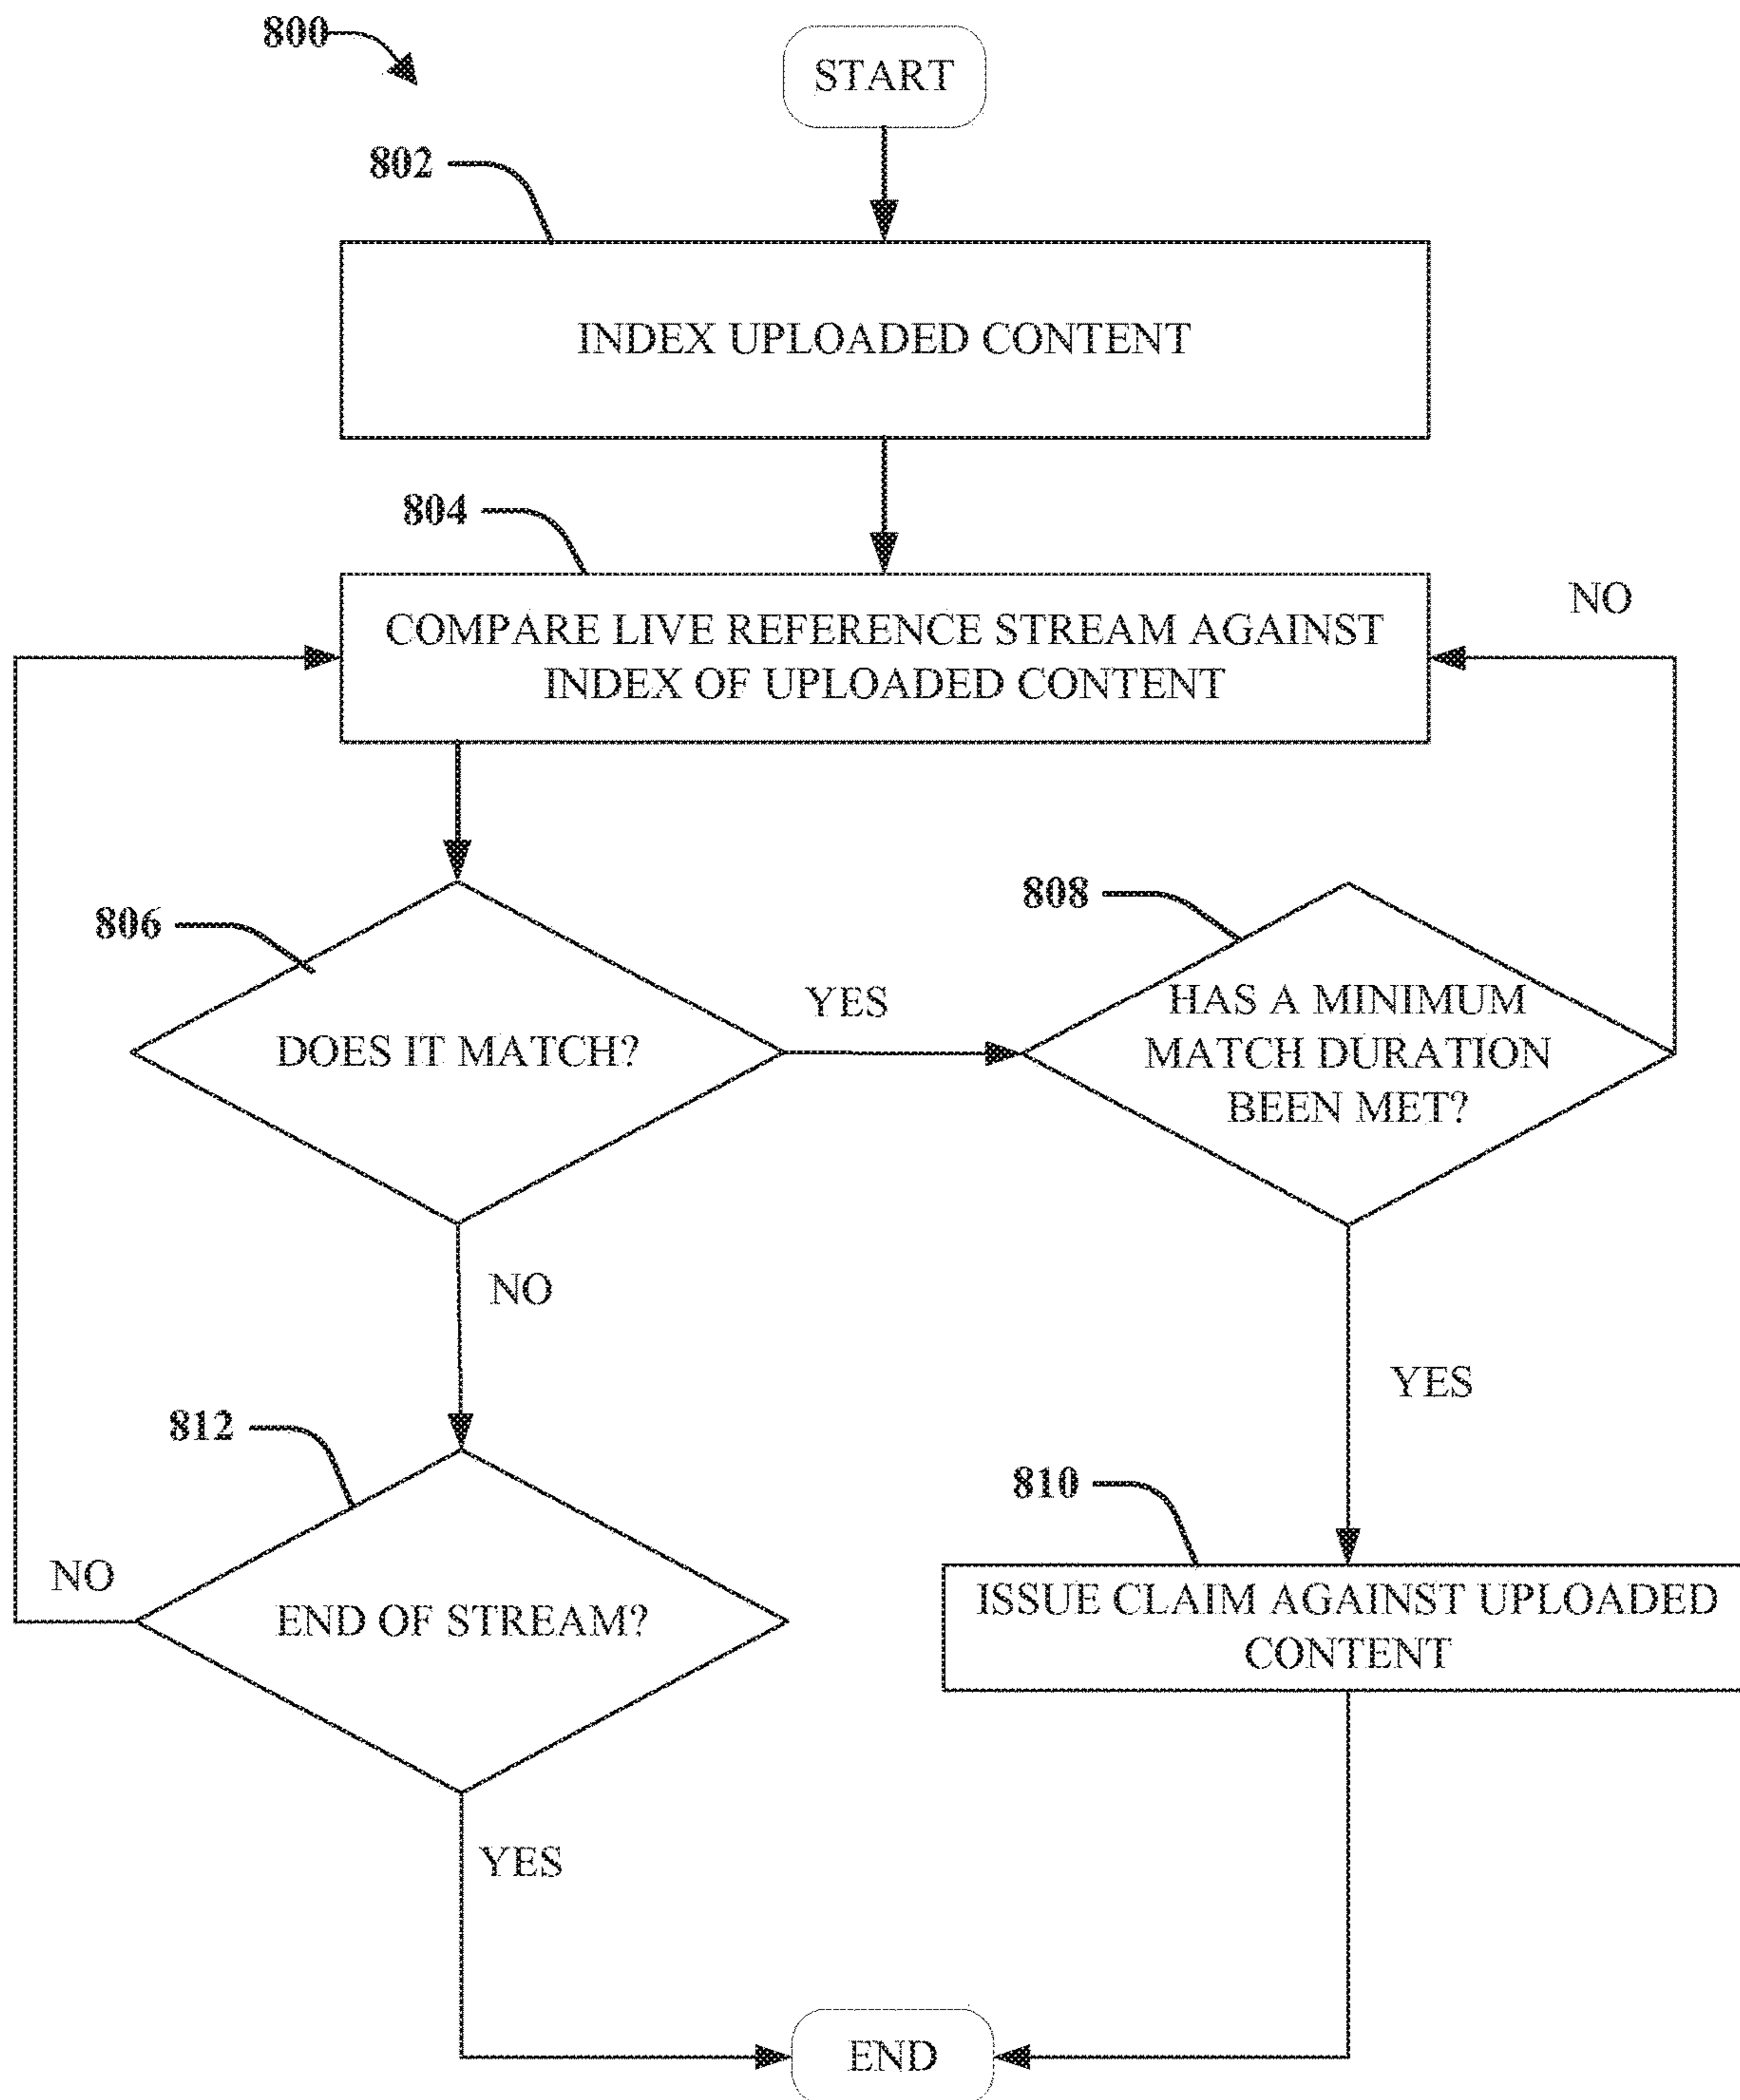 800
START
802
INDEX UPLOADED CONTENT
804
COMPARE LIVE REFERENCE STREAM AGAINST
INDEX OF UPLOADED CONTENT
NO
806
DOES IT MATCH?
YES
808
HAS A MINIMUM
MATCH DURATION
BEEN MET?
NO
YES
812
END OF STREAM?
NO
810
ISSUE CLAIM AGAINST UPLOADED
CONTENT
YES
END